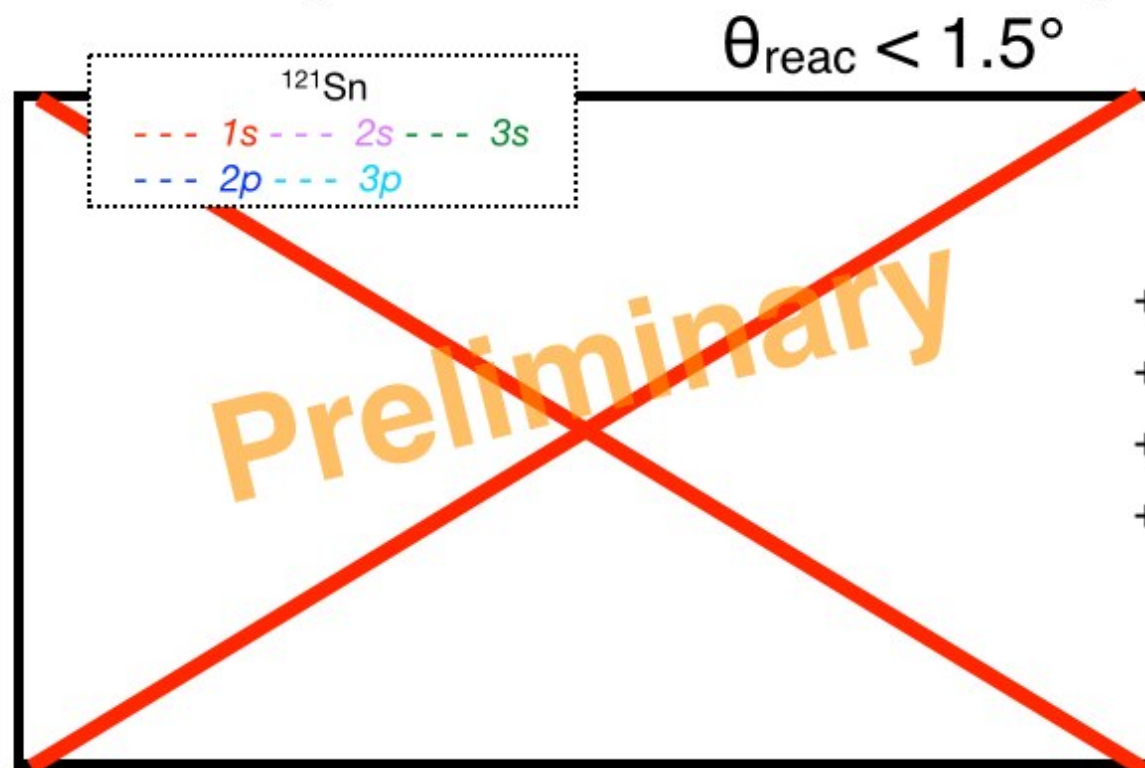 θreac < 1.5°
¹²¹Sn
--- 1s --- 2s --- 3s
--- 2p --- 3p
Preliminary
+
+
+
+